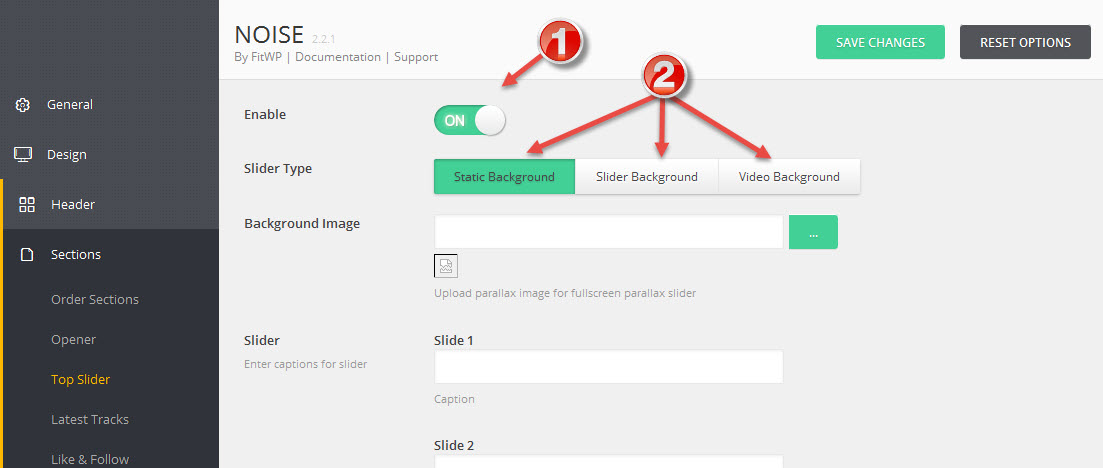 NOISE 2.2.1
By FitWP | Documentation | Support
SAVE CHANGES
RESET OPTIONS
1
2
General
Design
Header
Sections
Order Sections
Opener
Top Slider
Latest Tracks
Like & Follow
Enable
ON
Slider Type
Static Background
Slider Background
Video Background
Background Image
...
Upload parallax image for fullscreen parallax slider
Slider
Enter captions for slider
Slide 1
Caption
Slide 2